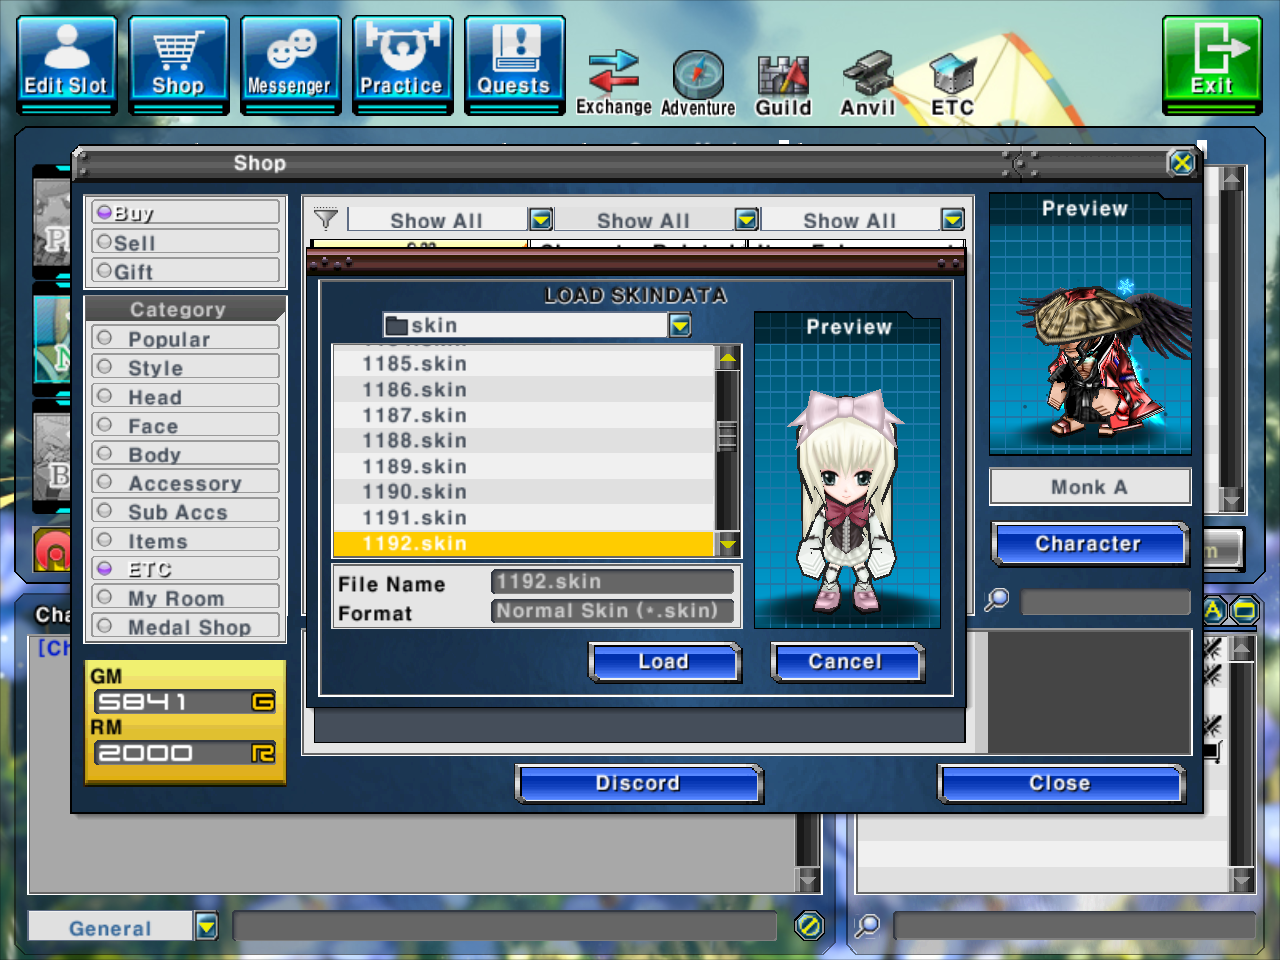 Edit Slot
Shop
Messenger
Practice
Quests
Exchange
Adventure
Guild
Anvil
ETC
Exit
Shop
Buy
Sell
Gift
Category
Popular
Style
Head
Face
Body
Accessory
Sub Accs
Items
ETC
My Room
Medal Shop
GM
5841 G
RM
2000 R
Show All
Show All
Show All
LOAD SKINDATA
skin
1185.skin
1186.skin
1187.skin
1188.skin
1189.skin
1190.skin
1191.skin
1192.skin
File Name
1192.skin
Format
Normal Skin (*.skin)
Preview
Load
Cancel
Preview
Monk A
Character
Discord
Close
General